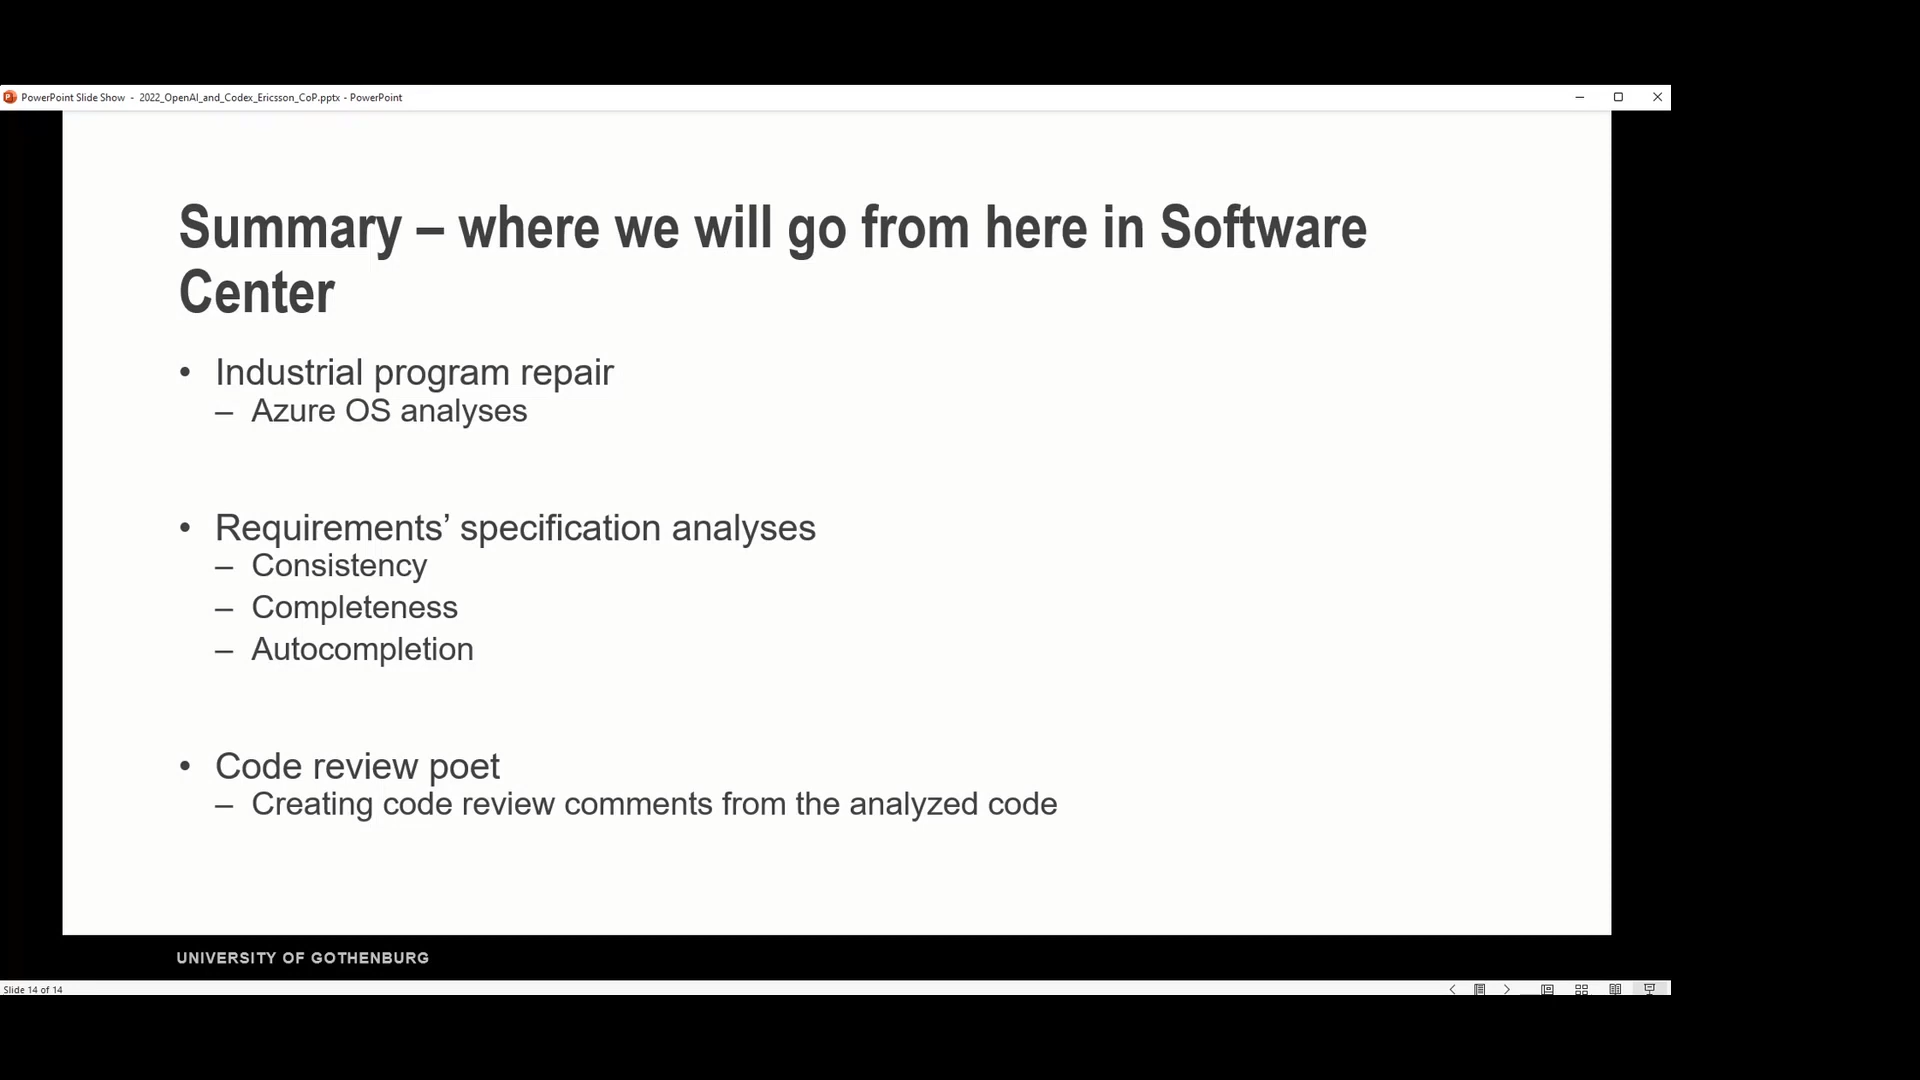 PowerPoint Slide Show - 2022_OpenAI_and_Codex_Ericsson_CoP.pptx - PowerPoint
Summary – where we will go from here in Software
Center
• Industrial program repair
– Azure OS analyses
• Requirements’ specification analyses
– Consistency
– Completeness
– Autocompletion
• Code review poet
– Creating code review comments from the analyzed code
UNIVERSITY OF GOTHENBURG
Slide 14 of 14